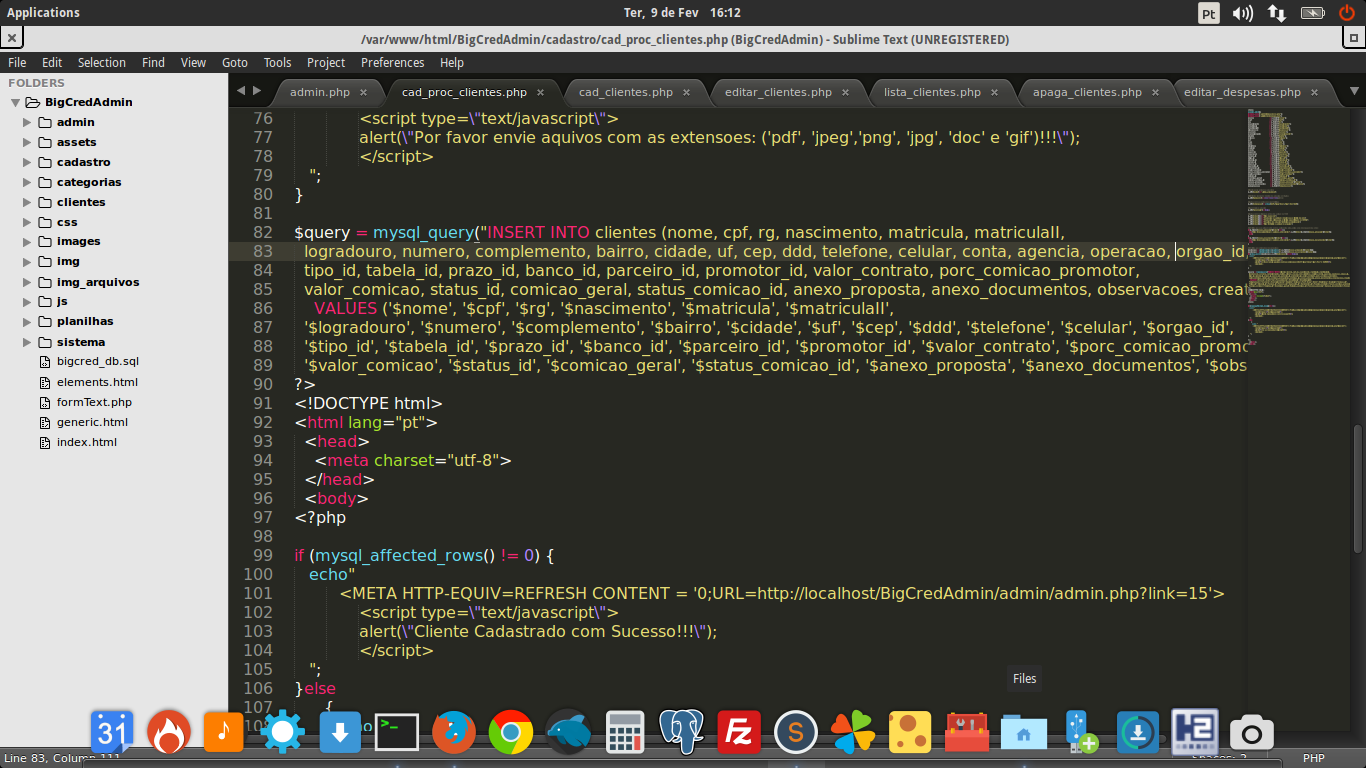 Applications
Ter, 9 de Fev 16:12
Pt
/var/www/html/BigCredAdmin/cadastro/cad_proc_clientes.php (BigCredAdmin) - Sublime Text (UNREGISTERED)
File Edit Selection Find View Goto Tools Project Preferences Help
FOLDERS
BigCredAdmin
admin
assets
cadastro
categorias
clientes
css
images
img
img_arquivos
js
planilhas
sistema
bigcred_db.sql
elements.html
formText.php
generic.html
index.html
admin.php × cad_proc_clientes.php × cad_clientes.php × editar_clientes.php × lista_clientes.php × apaga_clientes.php × editar_despesas.php ×
76 <script type=\"text/javascript\">
77 alert(\"Por favor envie aquivos com as extensoes: ('pdf', 'jpeg','png', 'jpg', 'doc' e 'gif')!!!\");
78 </script>
79 ";
80 }
81
82 $query = mysql_query("INSERT INTO clientes (nome, cpf, rg, nascimento, matricula, matriculaII,
83 logradouro, numero, complemento, bairro, cidade, uf, cep, ddd, telefone, celular, conta, agencia, operacao, orgao_id,
84 tipo_id, tabela_id, prazo_id, banco_id, parceiro_id, promotor_id, valor_contrato, porc_comicao_promotor,
85 valor_comicao, status_id, comicao_geral, status_comicao_id, anexo_proposta, anexo_documentos, observacoes, crea
86 VALUES ('$nome', '$cpf', '$rg', '$nascimento', '$matricula', '$matriculaII',
87 '$logradouro', '$numero', '$complemento', '$bairro', '$cidade', '$uf', '$cep', '$ddd', '$telefone', '$celular', '$orgao_id',
88 '$tipo_id', '$tabela_id', '$prazo_id', '$banco_id', '$parceiro_id', '$promotor_id', '$valor_contrato', '$porc_comicao_promo
89 '$valor_comicao', '$status_id', '$comicao_geral', '$status_comicao_id', '$anexo_proposta', '$anexo_documentos', '$obs
90 ?>
91 <!DOCTYPE html>
92 <html lang="pt">
93 <head>
94 <meta charset="utf-8">
95 </head>
96 <body>
97 <?php
98
99 if (mysql_affected_rows() != 0) {
100 echo"
101 <META HTTP-EQUIV=REFRESH CONTENT = '0;URL=http://localhost/BigCredAdmin/admin/admin.php?link=15'>
102 <script type=\"text/javascript\">
103 alert(\"Cliente Cadastrado com Sucesso!!!\");
104 </script>
105 ";
106 }else
107 {
Files
31
>_
Fz
S
Line 83, Column 111
PHP